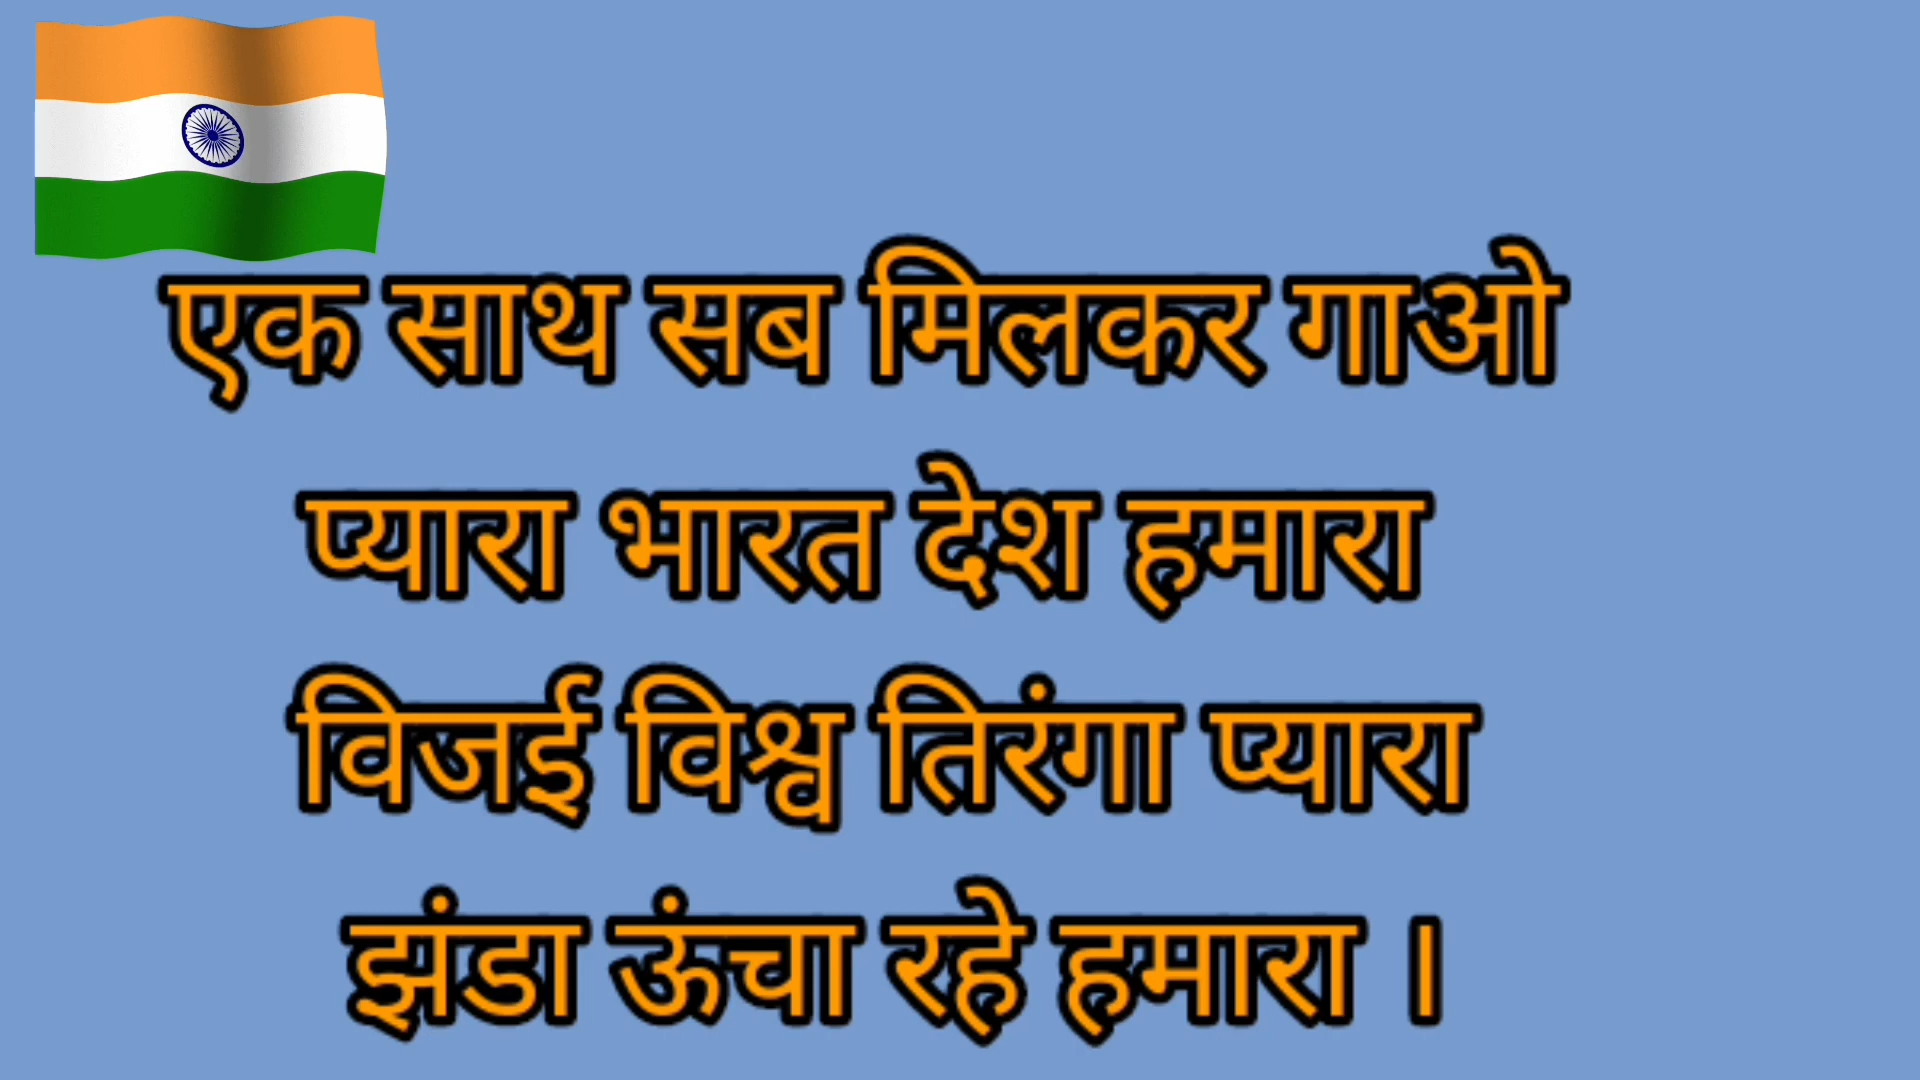 एक साथ सब मिलकर गाओ
प्यारा भारत देश हमारा
विजई विश्व तिरंगा प्यारा
झंडा ऊंचा रहे हमारा ।